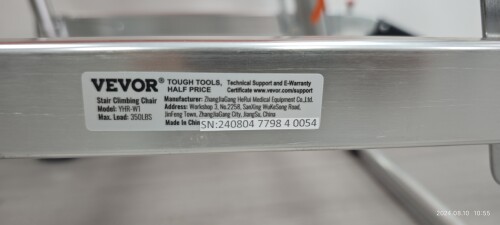 VEVOR® TOUGH TOOLS, HALF PRICE
Technical Support and E-Warranty
Certificate www.vevor.com/support
Stair Climbing Chair
Model: YHR-W1
Max. Load: 350LBS
Manufacturer: ZhangJiaGang HeRui Medical Equipment Co.,Ltd.
Address: Workshop 3, No.2258, SanXing WuKeSong Road,
JinFeng Town, ZhangJiaGang City, JiangSu, China
Made In China
SN:240804 7798 4 0054
2024.08.10 10:55